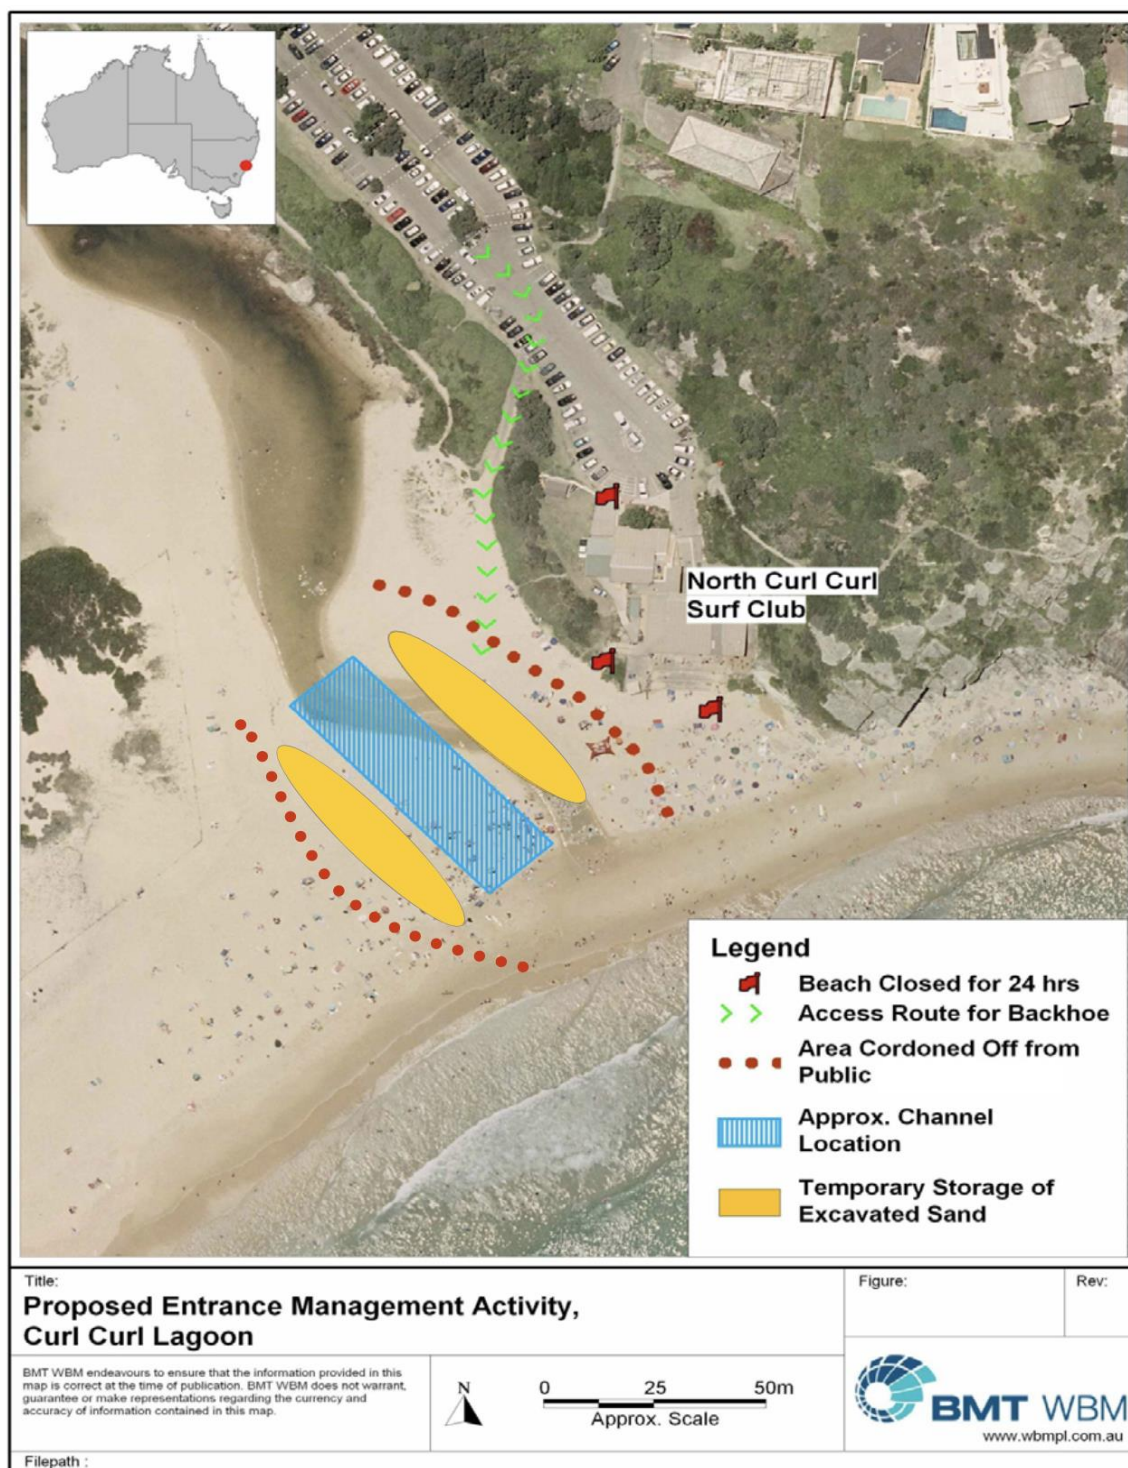 North Curl Curl
Surf Club
Legend
Beach Closed for 24 hrs
Access Route for Backhoe
Area Cordoned Off from
Public
Approx. Channel
Location
Temporary Storage of
Excavated Sand
Title:
Proposed Entrance Management Activity,
Curl Curl Lagoon
Figure:
Rev:
BMT WBM endeavours to ensure that the information provided in this
map is correct at the time of publication. BMT WBM does not warrant,
guarantee or make representations regarding the currency and
accuracy of information contained in this map.
N
0 25 50m
Approx. Scale
BMT WBM
www.wbmpl.com.au
Filepath :